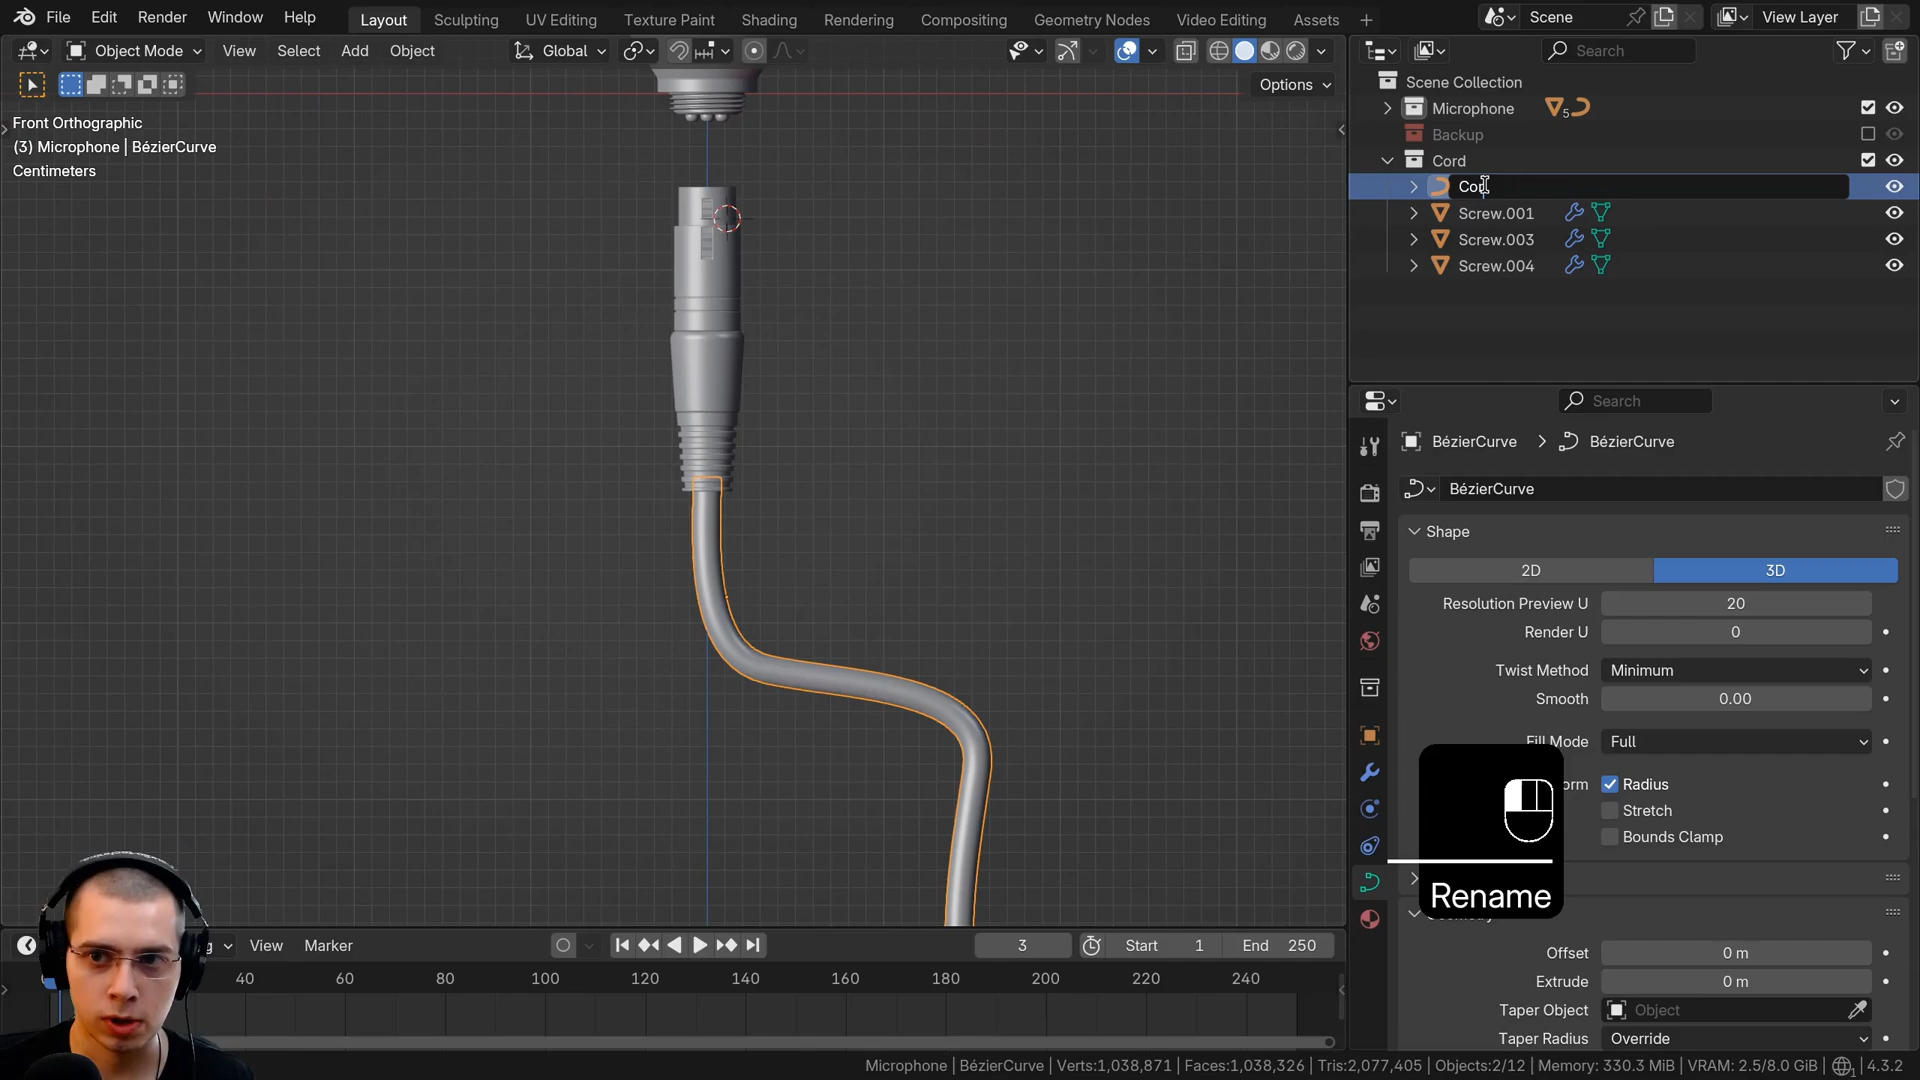 File Edit Render Window Help Layout Sculpting UV Editing Texture Paint Shading Rendering Compositing Geometry Nodes Video Editing Assets Scene View Layer
Object Mode View Select Add Object Global Search
Options
Front Orthographic
(3) Microphone | BézierCurve
Centimeters
Scene Collection
Microphone 5
Backup
Cord
Cor
Screw.001
Screw.003
Screw.004
Search
BézierCurve > BézierCurve
BézierCurve
Shape
2D 3D
Resolution Preview U 20
Render U 0
Twist Method Minimum
Smooth 0.00
Fill Mode Full
Radius
Stretch
Bounds Clamp
Rename
Offset 0 m
Extrude 0 m
Taper Object Object
Taper Radius Override
View Marker 3 Start 1 End 250
40 60 80 100 120 140 160 180 200 220 240
Microphone | BézierCurve | Verts:1,038,871 | Faces:1,038,326 | Tris:2,077,405 | Objects:2/12 | Memory: 330.3 MiB | VRAM: 2.5/8.0 GiB | 4.3.2